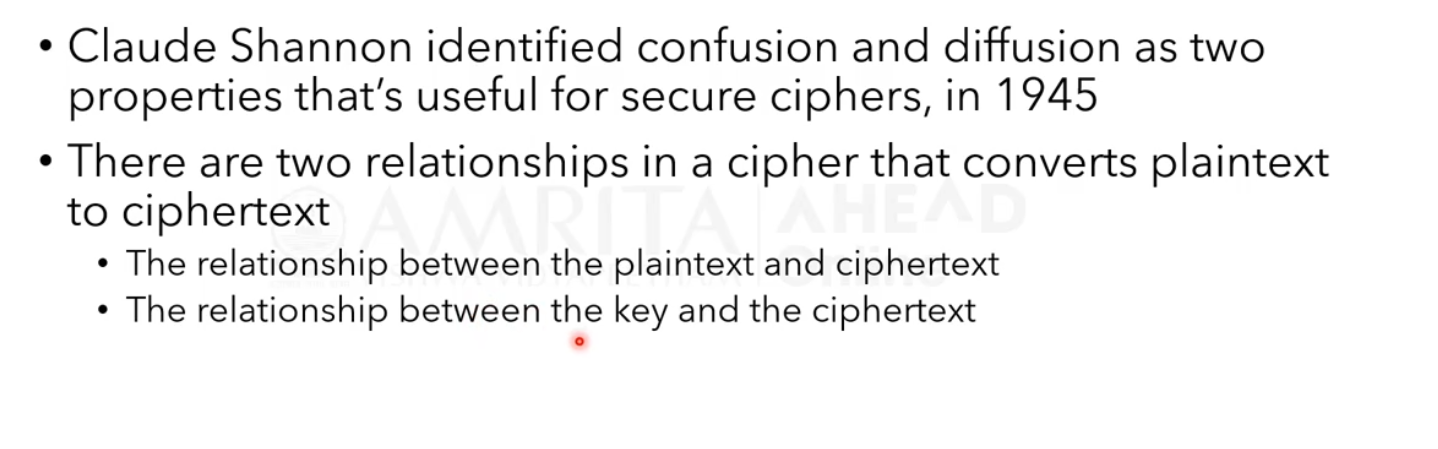 • Claude Shannon identified confusion and diffusion as two
properties that's useful for secure ciphers, in 1945
• There are two relationships in a cipher that converts plaintext
to ciphertext
• The relationship between the plaintext and ciphertext
• The relationship between the key and the ciphertext
AMRITA AHEAD
Online